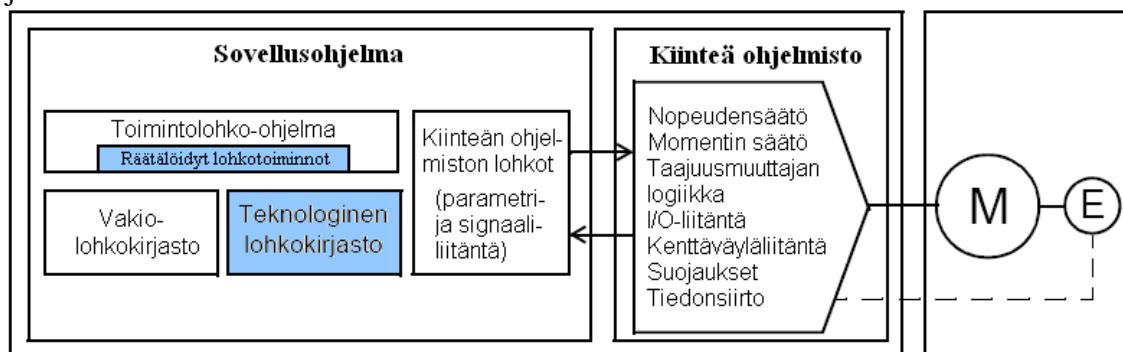 Sovellusohjelma
Toimintolohko-ohjelma
Räätälöidyt lohkotoiminnot
Vakio-
lohkokirjasto
Teknologinen
lohkokirjasto
Kiinteän ohjel-
miston lohkot
(parametri-
ja signaali-
liitäntä)
Kiinteä ohjelmisto
Nopeudensäätö
Momentin säätö
Taajuusmuuttajan
logiikka
I/O-liitäntä
Kenttäväyläliitäntä
Suojaukset
Tiedonsiirto
M
E